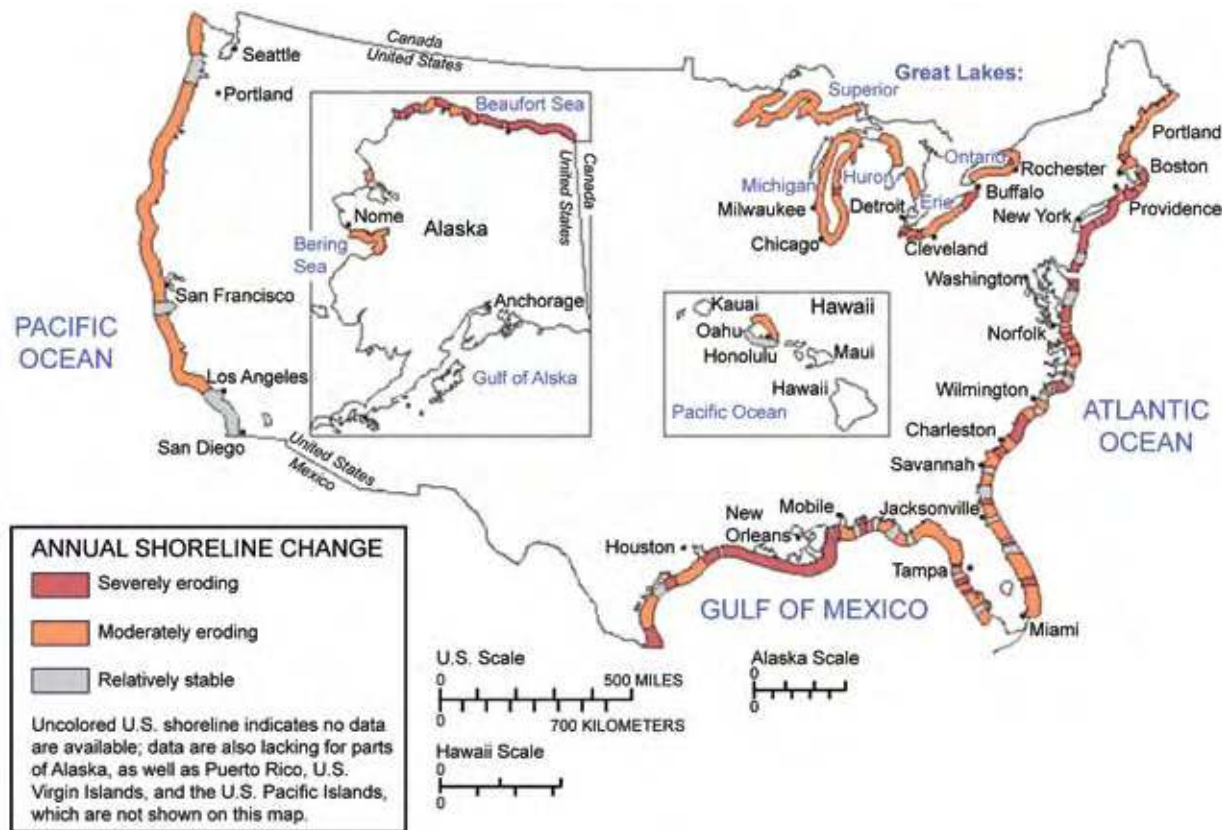 Canada
United States
Seattle
Portland
Great Lakes:
Superior
Beaufort Sea
Canada
United States
Portland
Ontario
Rochester
Boston
Michigan
Huron
Buffalo
Milwaukee
Detroit
Erie
New York
Providence
Chicago
Cleveland
Nome
Alaska
Bering
Sea
Washington
San Francisco
Anchorage
Kauai
Hawaii
Oahu
Honolulu
Maui
Norfolk
PACIFIC
OCEAN
Los Angeles
Gulf of Alska
Hawaii
Pacific Ocean
Wilmington
ATLANTIC
OCEAN
San Diego
United States
Mexico
Charleston
Savannah
Mobile
Jacksonville
New
Orleans
Houston
Tampa
GULF OF MEXICO
Miami
ANNUAL SHORELINE CHANGE
Severely eroding
Moderately eroding
Relatively stable
Uncolored U.S. shoreline indicates no data
are available; data are also lacking for parts
of Alaska, as well as Puerto Rico, U.S.
Virgin Islands, and the U.S. Pacific Islands,
which are not shown on this map.
U.S. Scale
0
500 MILES
0
700 KILOMETERS
Alaska Scale
0
0
Hawaii Scale
0
0